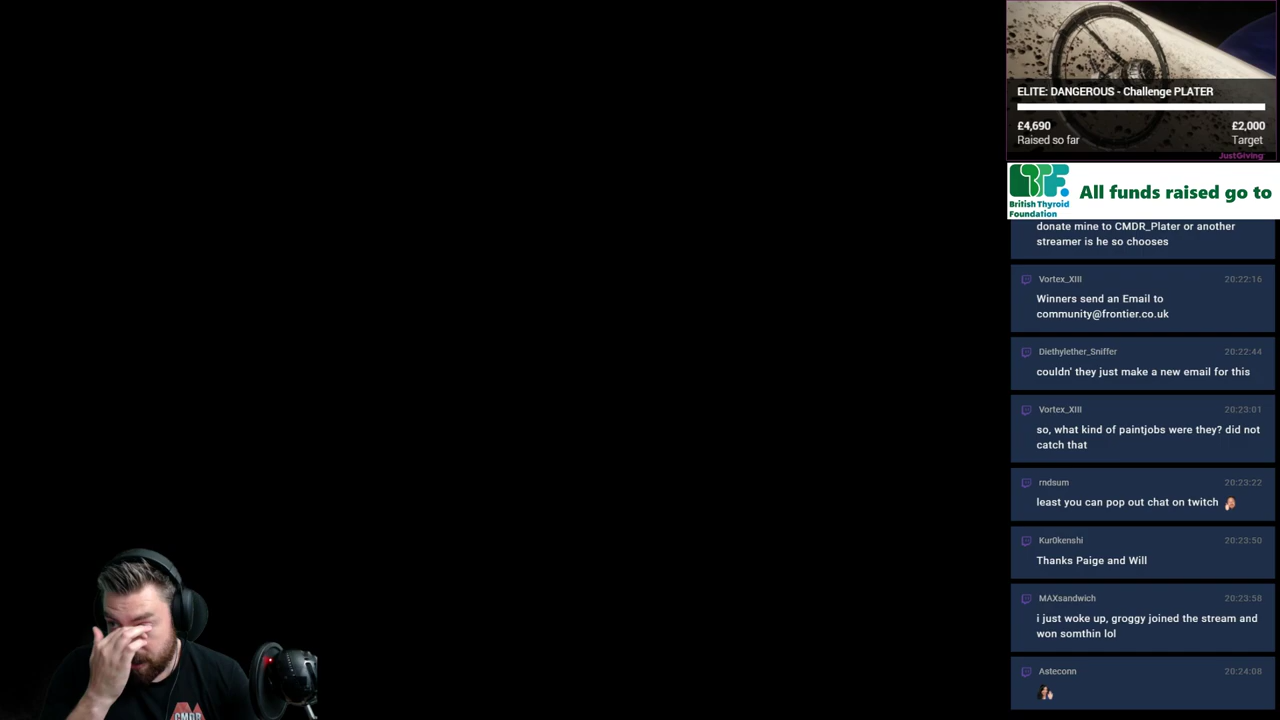 ELITE: DANGEROUS - Challenge PLATER
£4,690
£2,000
Raised so far
Target
JustGiving
BTF
British Thyroid
Foundation
All funds raised go to
donate mine to CMDR_Plater or another
streamer is he so chooses
Vortex_XIII
20:22:16
Winners send an Email to
community@frontier.co.uk
Diethylether_Sniffer
20:22:44
couldn' they just make a new email for this
Vortex_XIII
20:23:01
so, what kind of paintjobs were they? did not
catch that
rndsum
20:23:22
least you can pop out chat on twitch
Kur0kenshi
20:23:50
Thanks Paige and Will
MAXsandwich
20:23:58
i just woke up, groggy joined the stream and
won somthin lol
Asteconn
20:24:08
CMDR